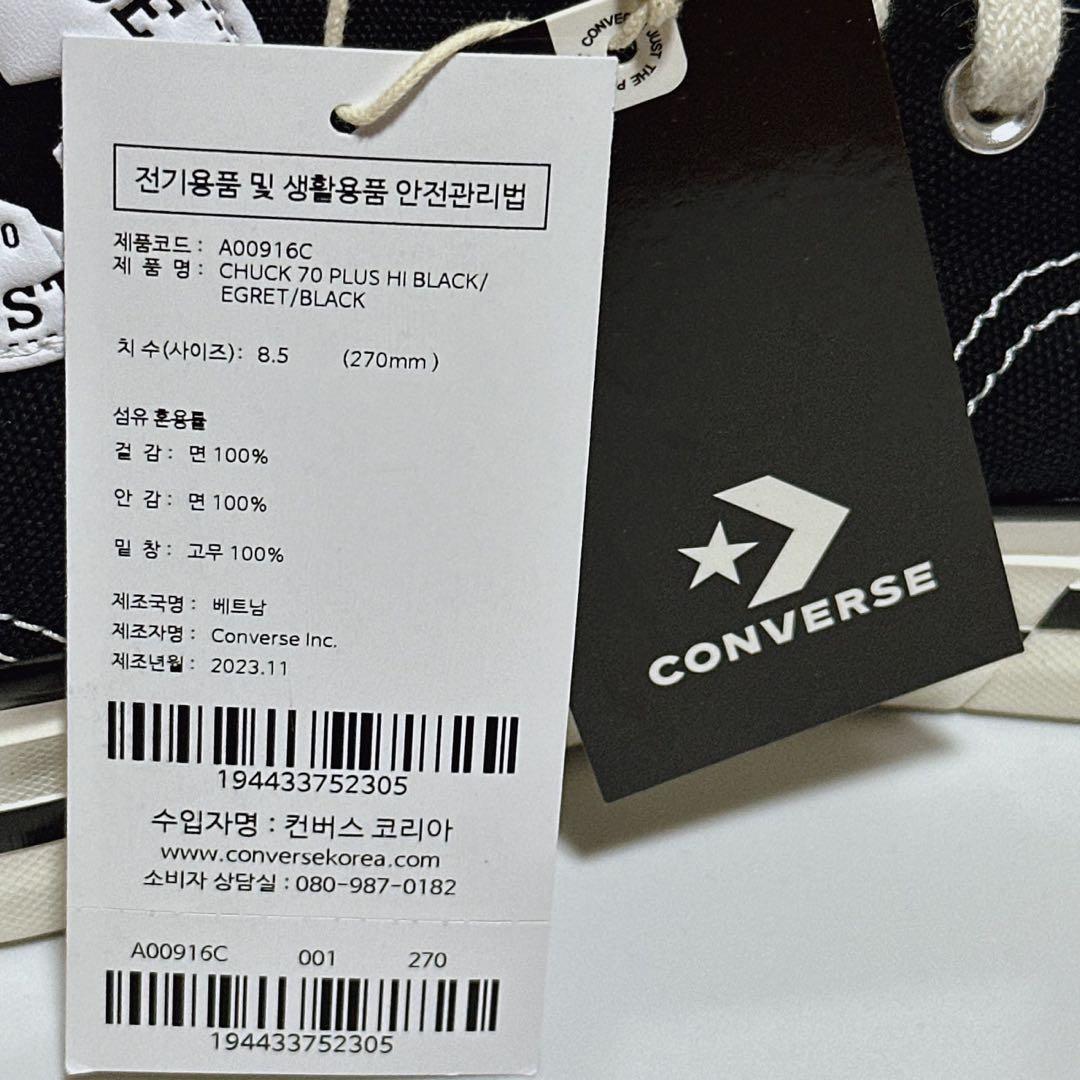 CONVERSE JUST THE
전기용품 및 생활용품 안전관리법
제품코드 : A00916C
제 품 명 : CHUCK 70 PLUS HI BLACK/
EGRET/BLACK
치 수(사이즈) : 8.5 (270mm )
섬유 혼용률
겉 감 : 면 100%
안 감 : 면 100%
밑 창 : 고무 100%
제조국명 : 베트남
제조자명 : Converse Inc.
제조년월 : 2023.11
194433752305
수입자명 : 컨버스 코리아
www.conversekorea.com
소비자 상담실 : 080-987-0182
A00916C 001 270
194433752305
CONVERSE